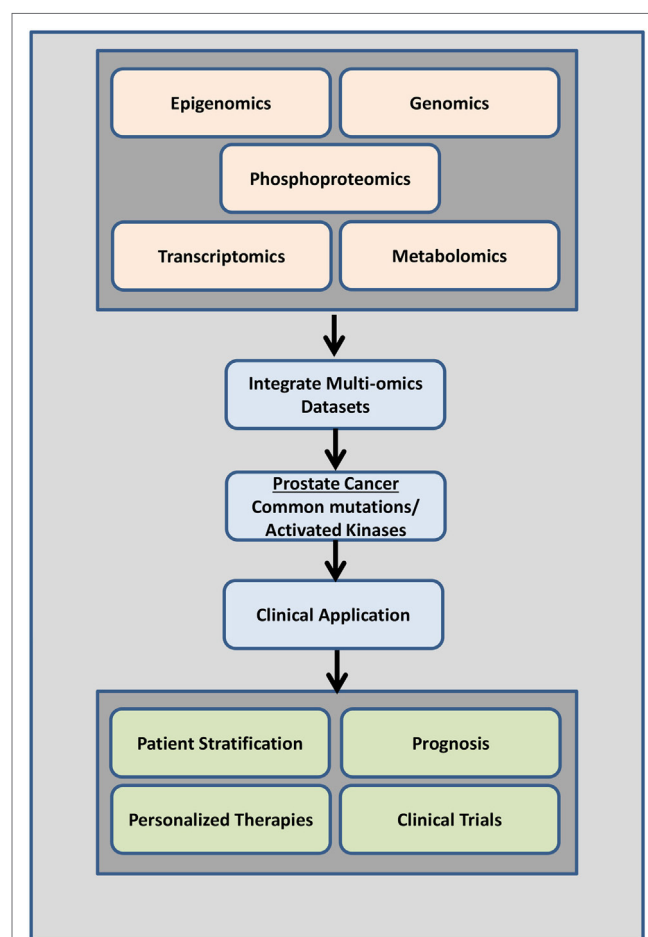 Epigenomics
Genomics
Phosphoproteomics
Transcriptomics
Metabolomics
Integrate Multi-omics
Datasets
Prostate Cancer
Common mutations/
Activated Kinases
Clinical Application
Patient Stratification
Prognosis
Personalized Therapies
Clinical Trials